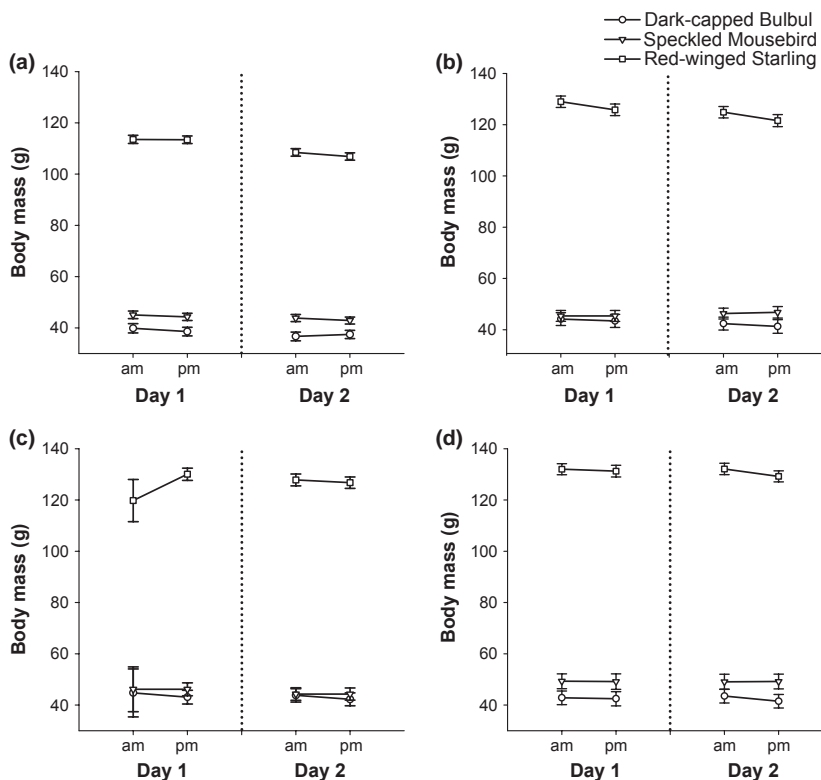 Dark-capped Bulbul
Speckled Mousebird
Red-winged Starling
(a)
140
120
100
80
60
40
Body mass (g)
am pm am pm
Day 1 Day 2
(b)
140
120
100
80
60
40
Body mass (g)
am pm am pm
Day 1 Day 2
(c)
140
120
100
80
60
40
Body mass (g)
am pm am pm
Day 1 Day 2
(d)
140
120
100
80
60
40
Body mass (g)
am pm am pm
Day 1 Day 2